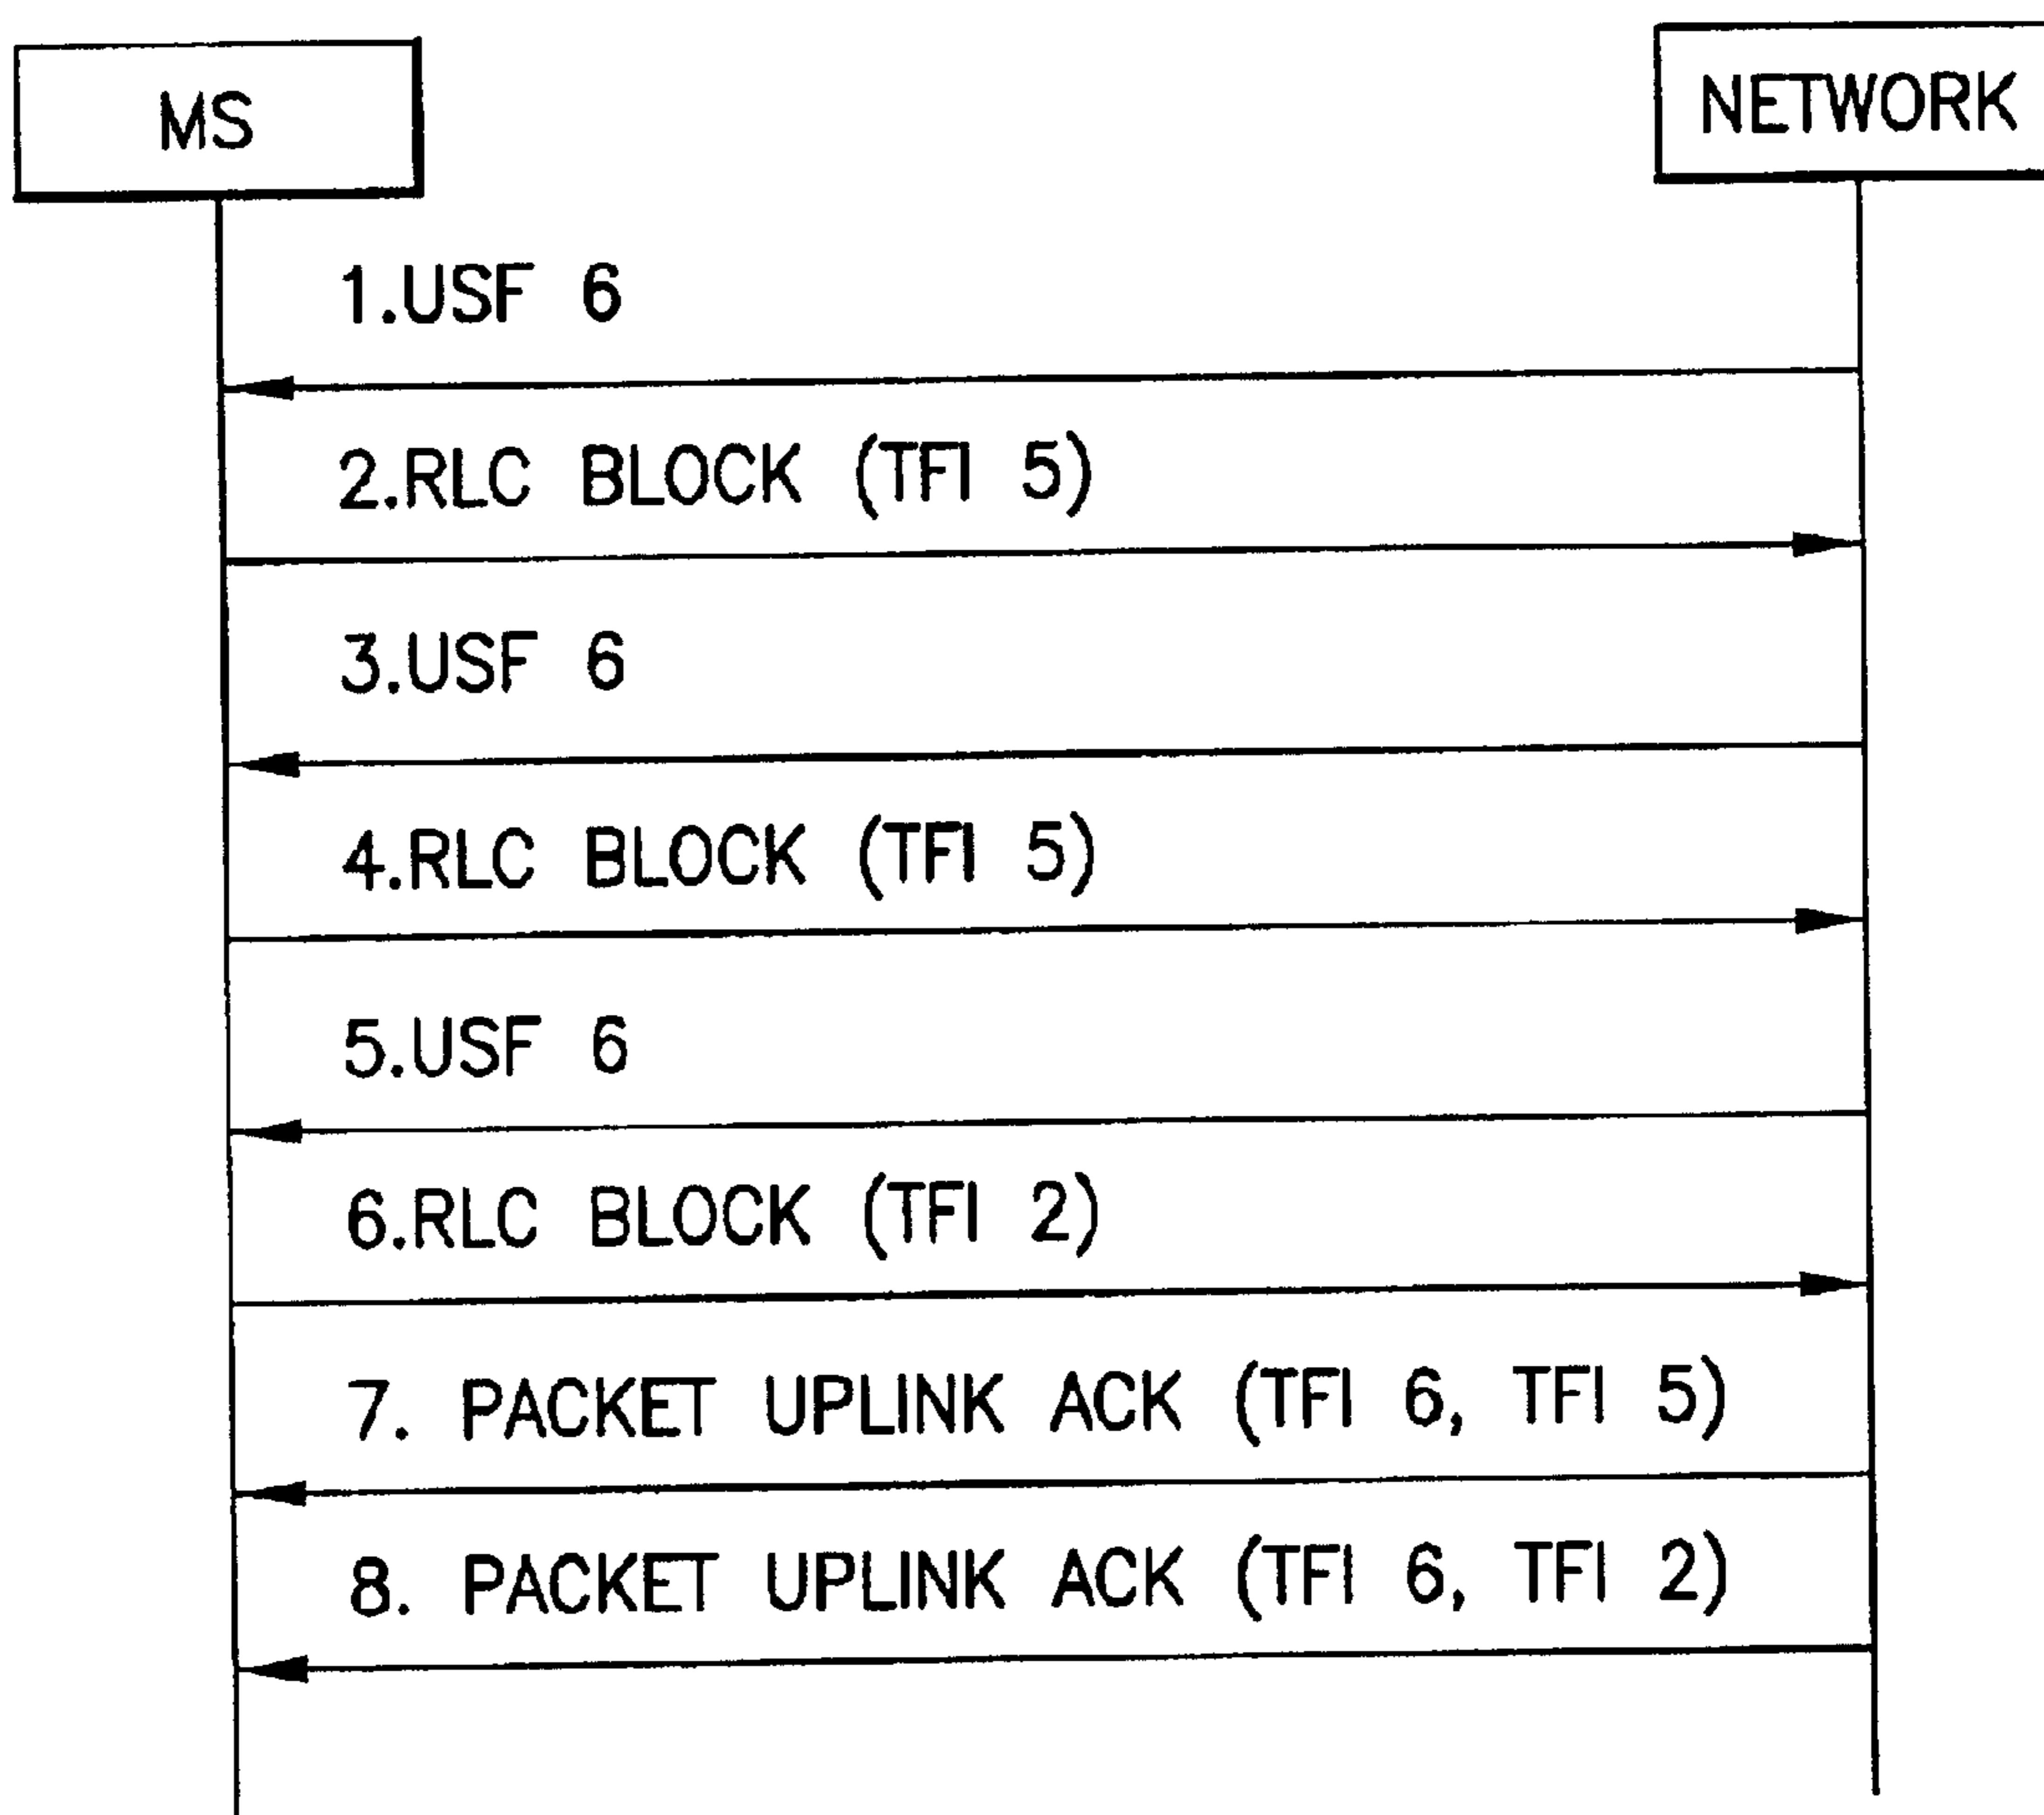 MS
NETWORK
1.USF 6
2.RLC BLOCK (TFI 5)
3.USF 6
4.RLC BLOCK (TFI 5)
5.USF 6
6.RLC BLOCK (TFI 2)
7. PACKET UPLINK ACK (TFI 6, TFI 5)
8. PACKET UPLINK ACK (TFI 6, TFI 2)